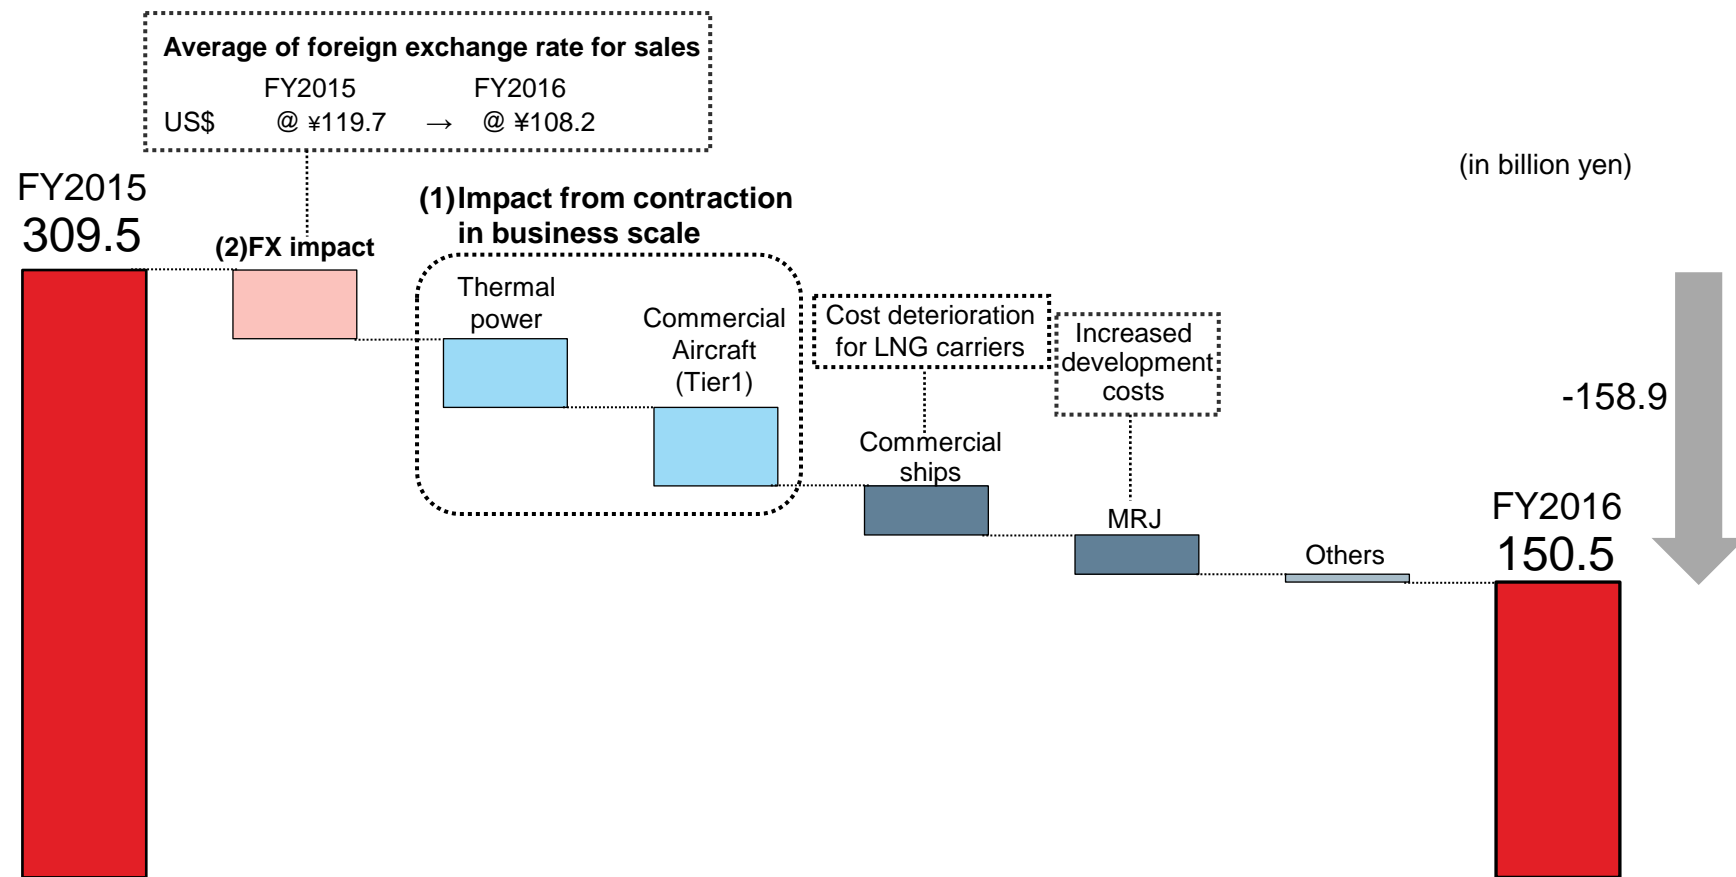 Average of foreign exchange rate for sales
FY2015 FY2016
US$ @ ¥119.7 → @ ¥108.2
(in billion yen)
FY2015
309.5
(2)FX impact
(1)Impact from contraction
in business scale
Thermal
power
Commercial
Aircraft
(Tier1)
Cost deterioration
for LNG carriers
Increased
development
costs
-158.9
Commercial
ships
MRJ
Others
FY2016
150.5